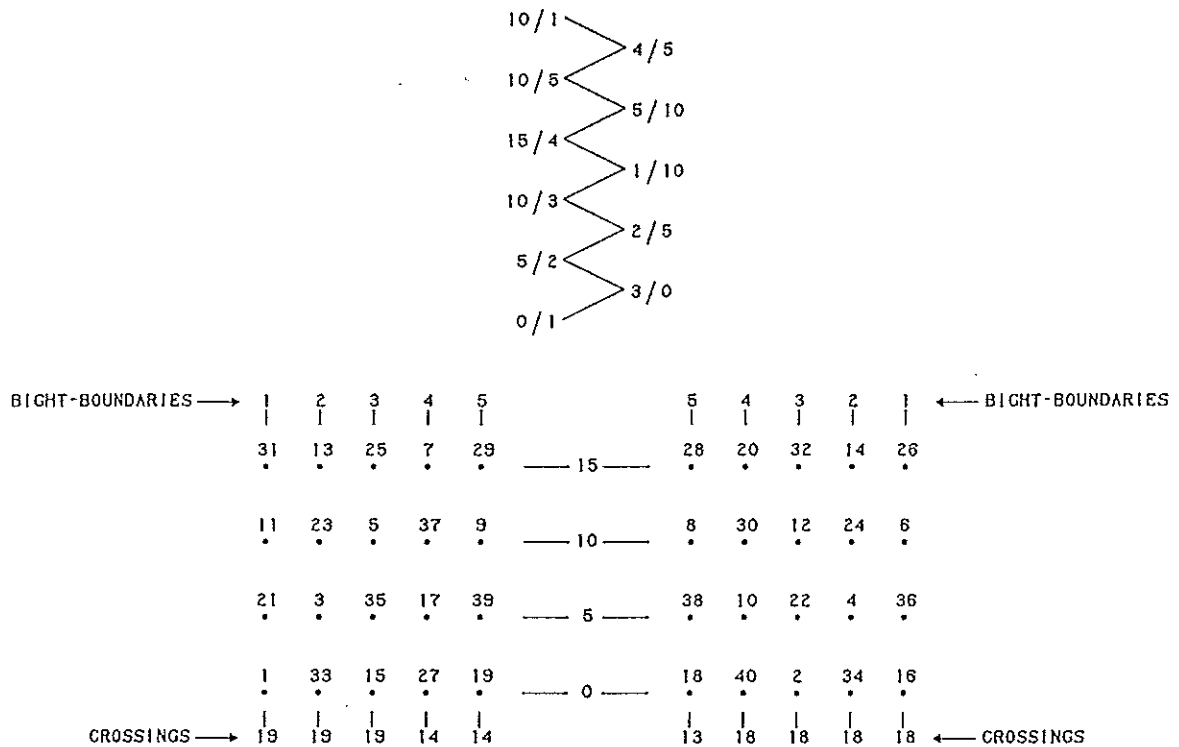 10/1
4/5
10/5
5/10
15/4
1/10
10/3
2/5
5/2
3/0
0/1
BIGHT-BOUNDARIES → 1 2 3 4 5 5 4 3 2 1 ← BIGHT-BOUNDARIES
31 13 25 7 29 — 15 — 28 20 32 14 26
11 23 5 37 9 — 10 — 8 30 12 24 6
21 3 35 17 39 — 5 — 38 10 22 4 36
1 33 15 27 19 — 0 — 18 40 2 34 16
CROSSINGS → 19 19 19 14 14 13 18 18 18 18 ← CROSSINGS